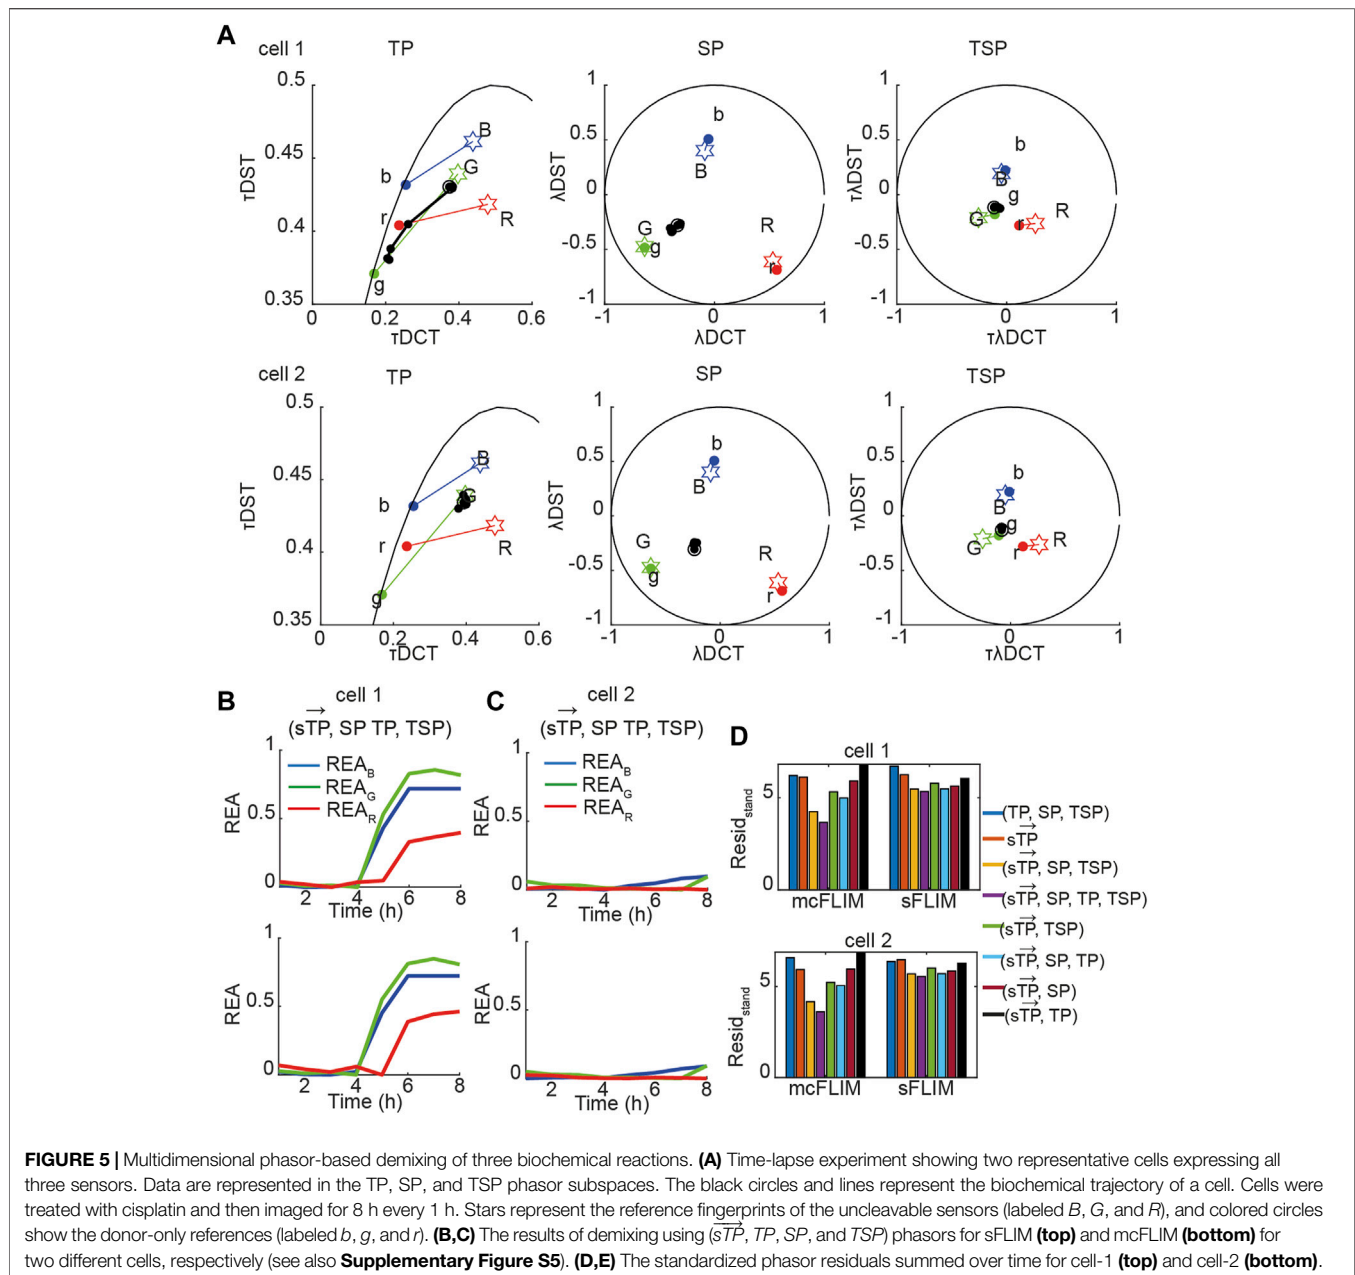 A
cell 1
TP
SP
TSP
0.5
0.45
0.4
0.35
τDST
0
0.2
0.4
0.6
τDCT
b
B
G
r
R
g
1
0.5
0
-0.5
-1
λDST
-1
0
1
λDCT
b
B
G
g
R
r
1
0.5
0
-0.5
-1
τλDST
-1
0
1
τλDCT
b
B
g
G
r
R
cell 2
TP
SP
TSP
0.5
0.45
0.4
0.35
τDST
0
0.2
0.4
0.6
τDCT
B
b
G
r
R
g
1
0.5
0
-0.5
-1
λDST
-1
0
1
λDCT
b
B
G
g
R
r
1
0.5
0
-0.5
-1
τλDST
-1
0
1
τλDCT
b
B
g
G
r
R
B
cell 1
(sTP, SP TP, TSP)
REA_B
REA_G
REA_R
1
0.5
0
REA
2
4
6
8
Time (h)
1
0.5
0
REA
2
4
6
8
Time (h)
C
cell 2
(sTP, SP TP, TSP)
REA_B
REA_G
REA_R
1
0.5
0
REA
2
4
6
8
Time (h)
1
0.5
0
REA
2
4
6
8
Time (h)
D
cell 1
5
0
Resid_stand
mcFLIM
sFLIM
cell 2
5
0
Resid_stand
mcFLIM
sFLIM
(TP, SP, TSP)
sTP
(sTP, SP, TSP)
(sTP, SP, TP, TSP)
(sTP, TSP)
(sTP, SP, TP)
(sTP, SP)
(sTP, TP)
FIGURE 5 | Multidimensional phasor-based demixing of three biochemical reactions. (A) Time-lapse experiment showing two representative cells expressing all
three sensors. Data are represented in the TP, SP, and TSP phasor subspaces. The black circles and lines represent the biochemical trajectory of a cell. Cells were
treated with cisplatin and then imaged for 8 h every 1 h. Stars represent the reference fingerprints of the uncleavable sensors (labeled B, G, and R), and colored circles
show the donor-only references (labeled b, g, and r). (B,C) The results of demixing using (sTP, TP, SP, and TSP) phasors for sFLIM (top) and mcFLIM (bottom) for
two different cells, respectively (see also Supplementary Figure S5). (D,E) The standardized phasor residuals summed over time for cell-1 (top) and cell-2 (bottom).